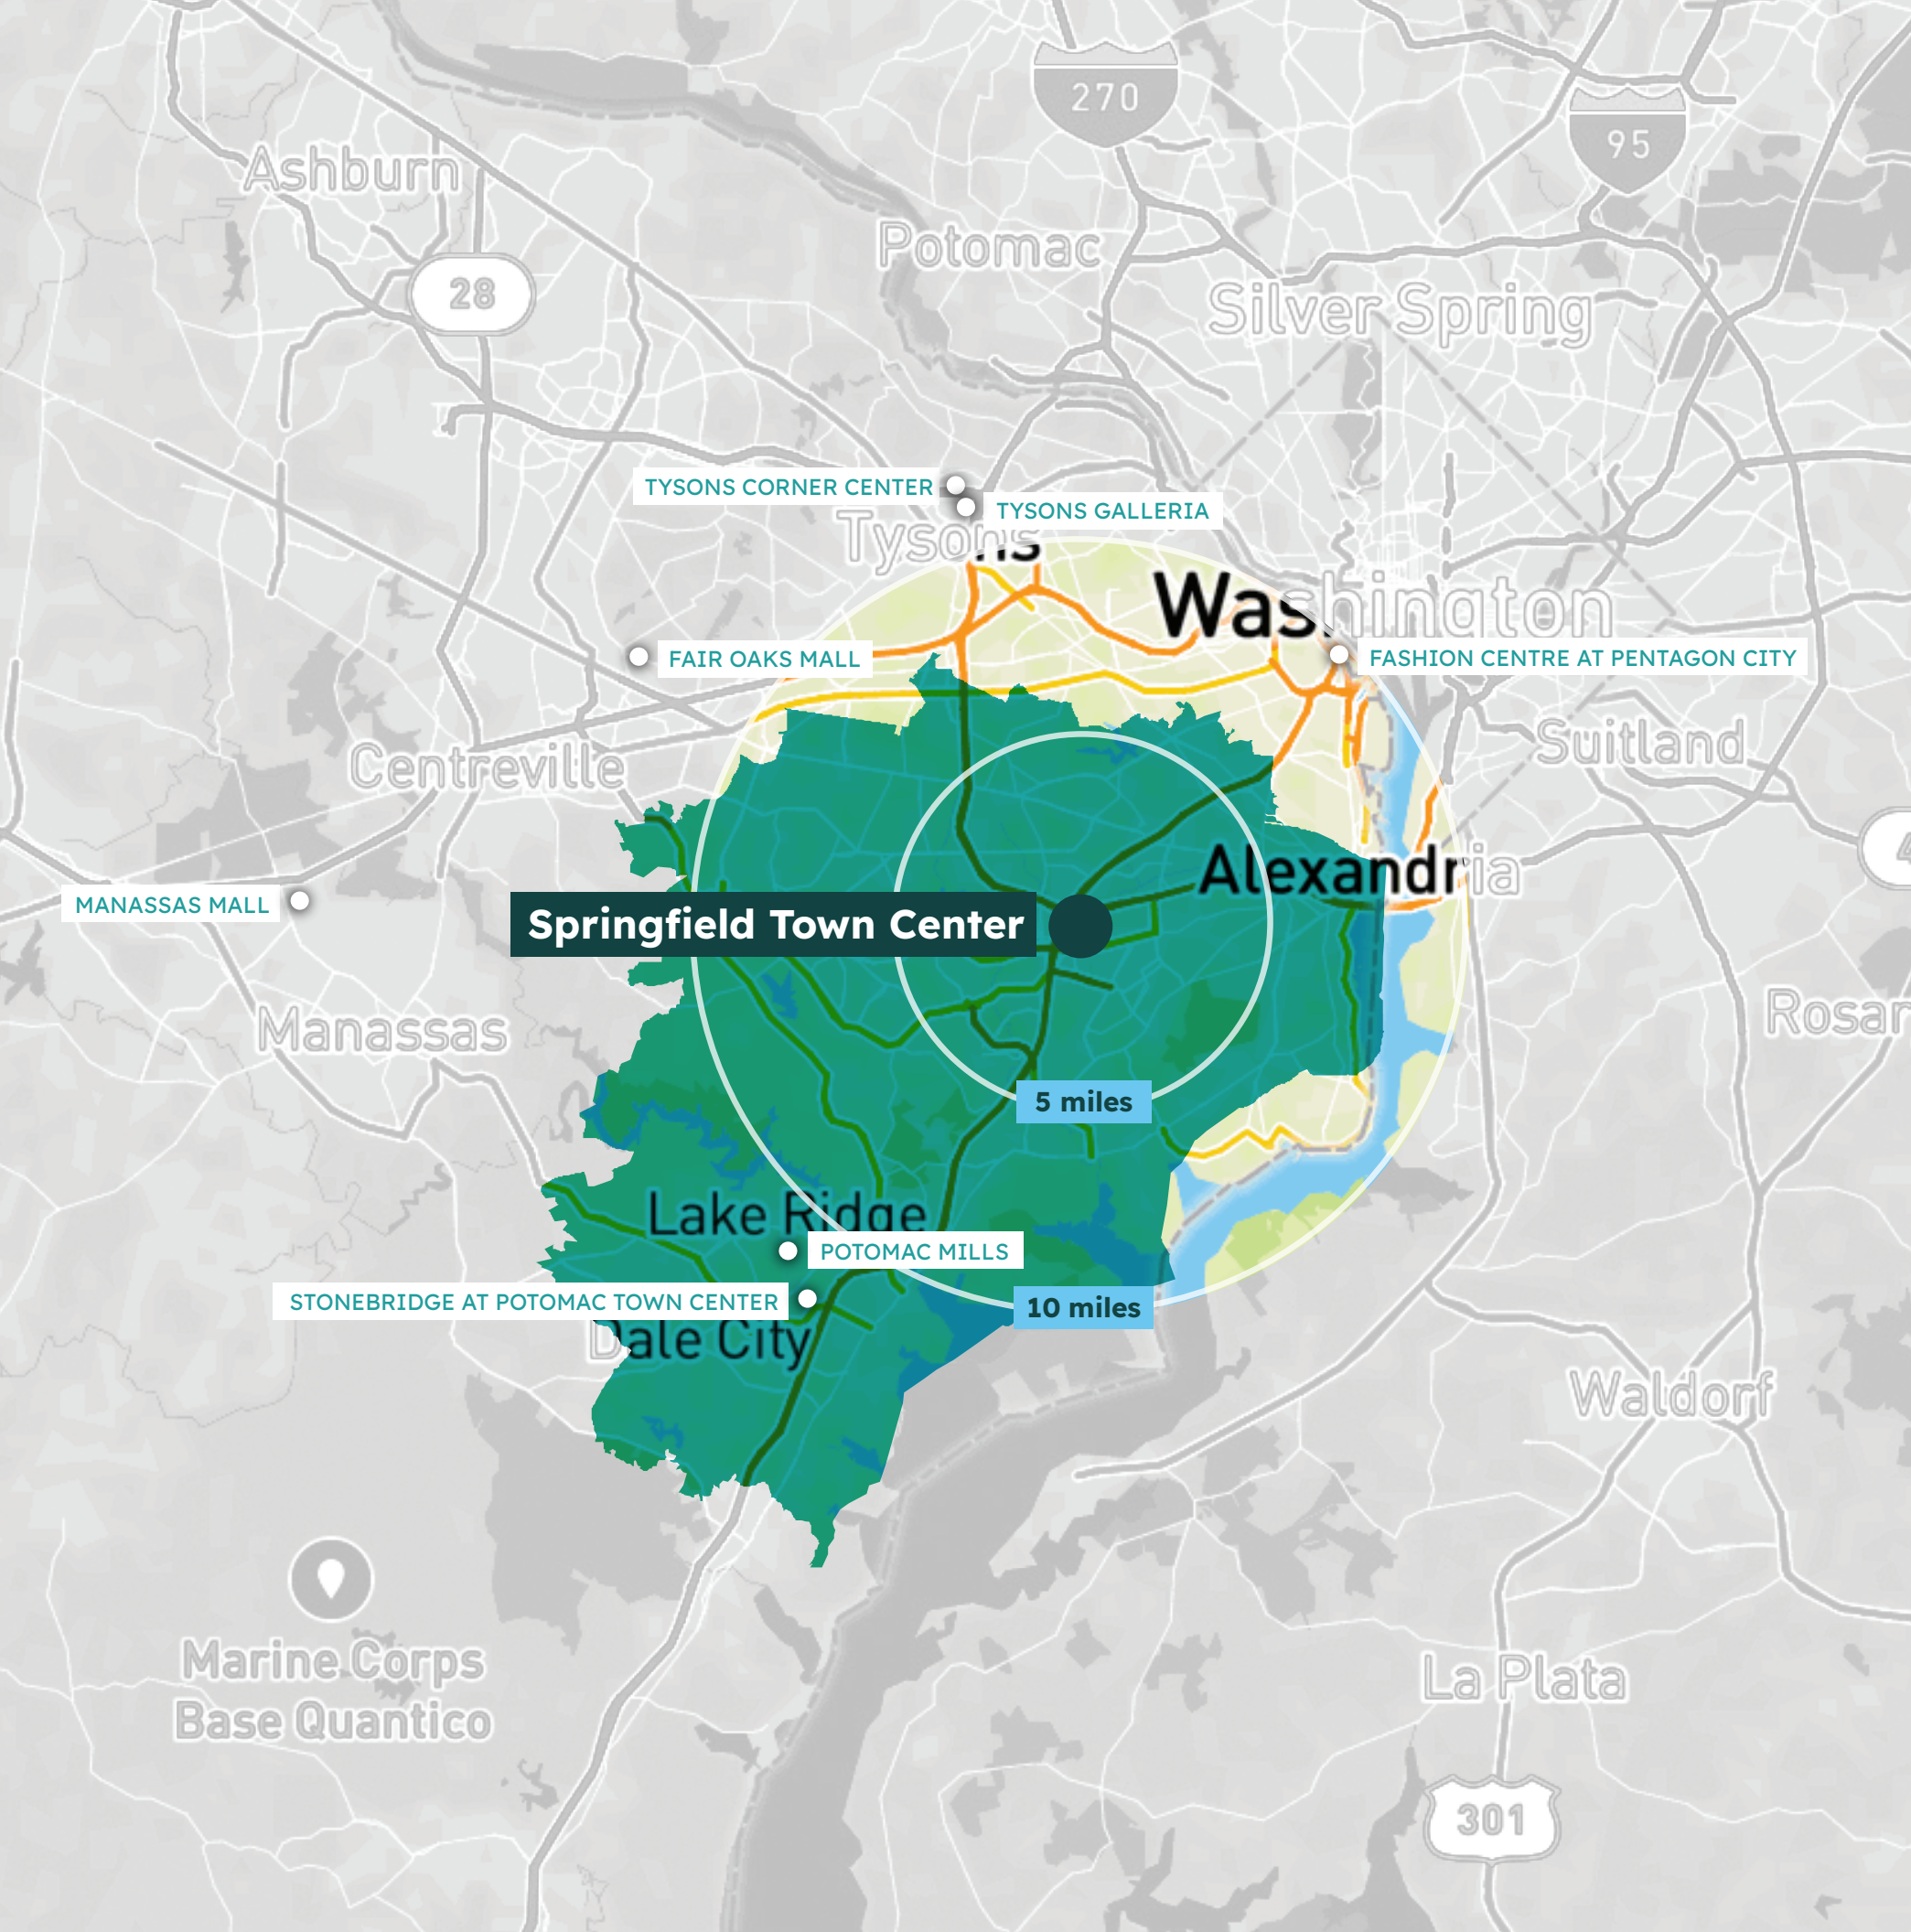 270
95
Ashburn
Potomac
28
Silver Spring
TYSONS CORNER CENTER
TYSONS GALLERIA
Tysons
Washington
FAIR OAKS MALL
FASHION CENTRE AT PENTAGON CITY
Suitland
Centreville
4
Alexandria
MANASSAS MALL
Springfield Town Center
Manassas
Rosar
5 miles
Lake Ridge
POTOMAC MILLS
STONEBRIDGE AT POTOMAC TOWN CENTER
10 miles
Dale City
Waldorf
Marine Corps
Base Quantico
La Plata
301